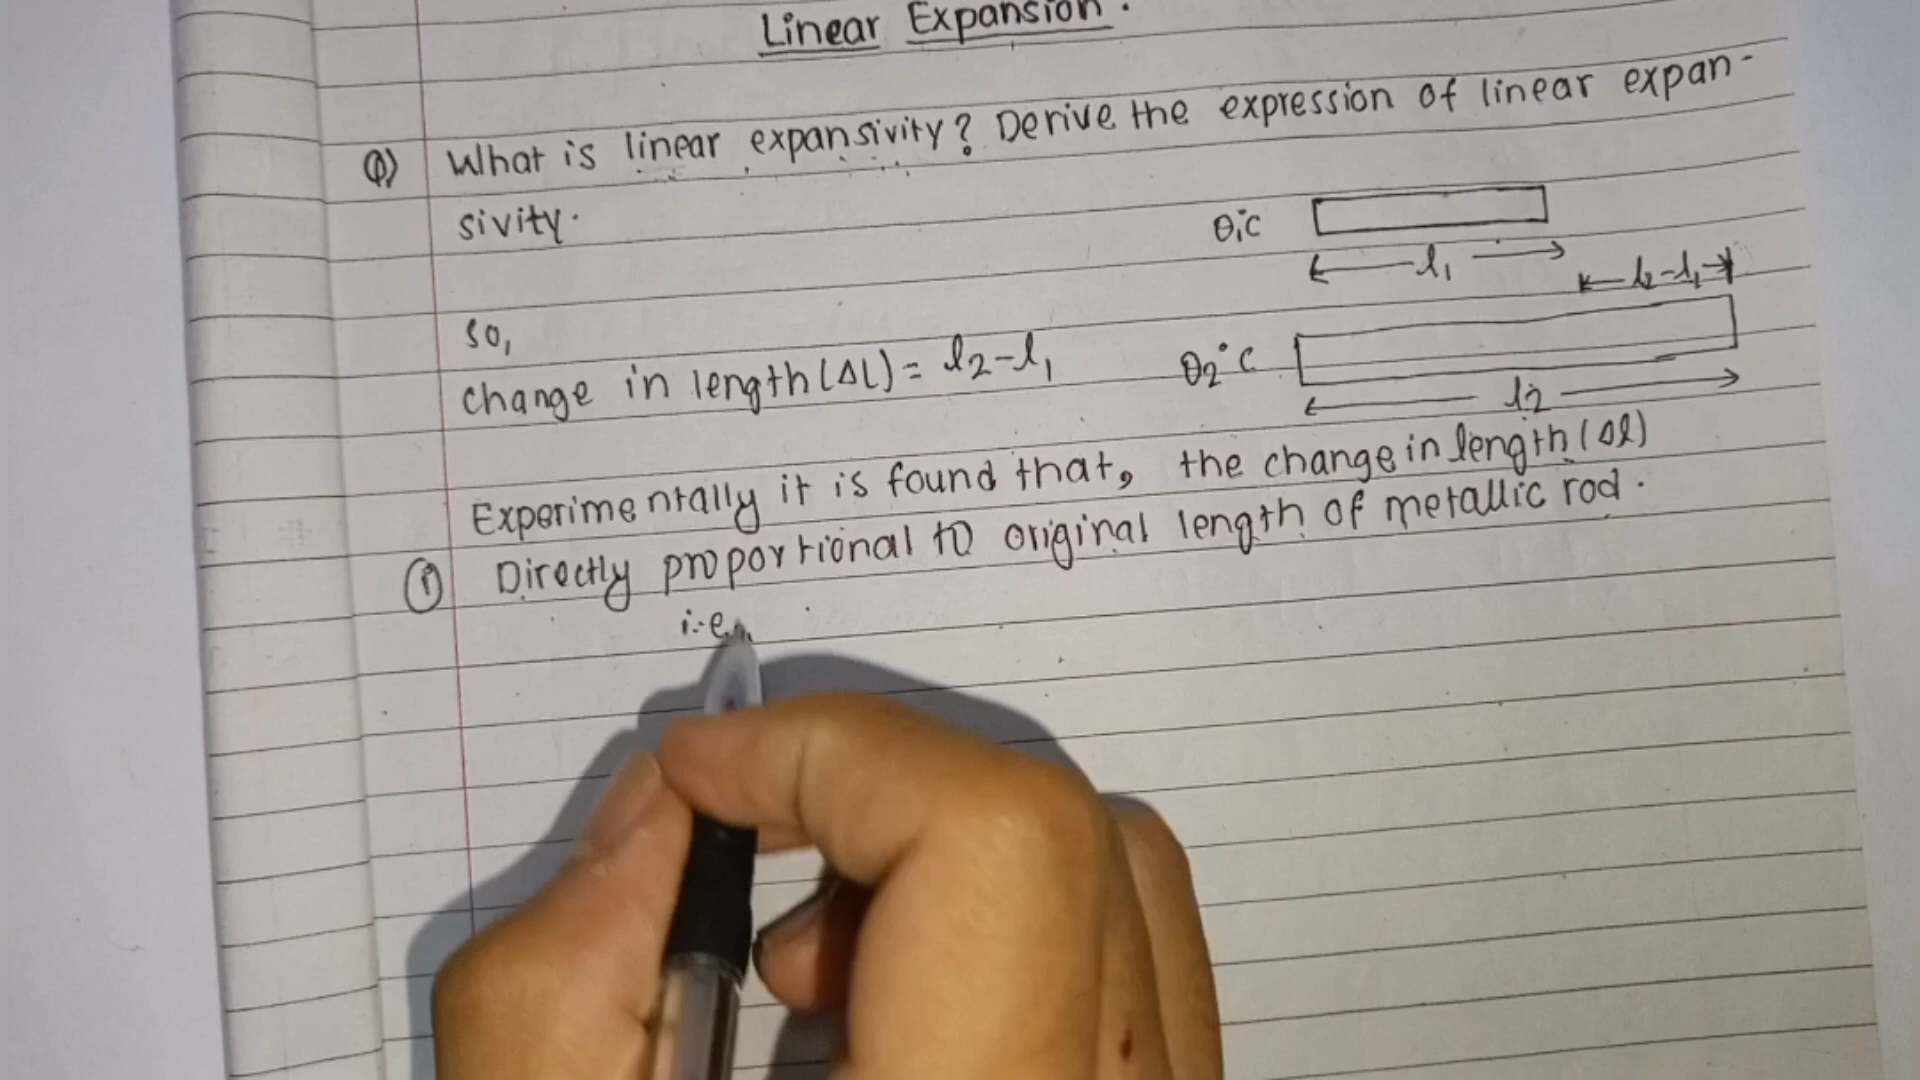 Linear Expansion.
Q) What is linear expansivity? Derive the expression of linear expan-
sivity.
θ₁°C
l₁
l₂-l₁
so,
change in length (ΔL) = l₂-l₁
θ₂°C
l₂
Experimentally it is found that, the change in length (Δl)
① Directly proportional to original length of metallic rod.
i.e.